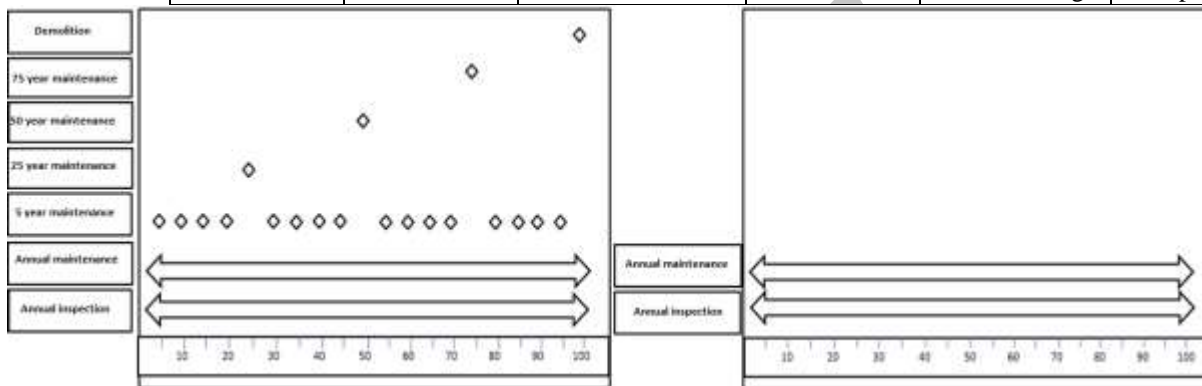 Demolition
75 year maintenance
50 year maintenance
25 year maintenance
5 year maintenance
Annual maintenance
Annual inspection
10 20 30 40 50 60 70 80 90 100
Annual maintenance
Annual inspection
10 20 30 40 50 60 70 80 90 100